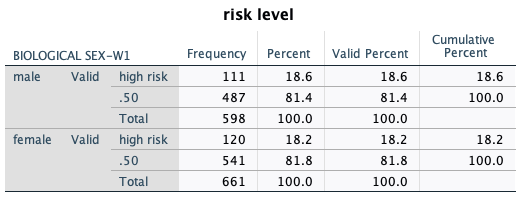 risk level
BIOLOGICAL SEX-W1 Frequency Percent Valid Percent Cumulative Percent
male Valid high risk 111 18.6 18.6 18.6
.50 487 81.4 81.4 100.0
Total 598 100.0 100.0
female Valid high risk 120 18.2 18.2 18.2
.50 541 81.8 81.8 100.0
Total 661 100.0 100.0